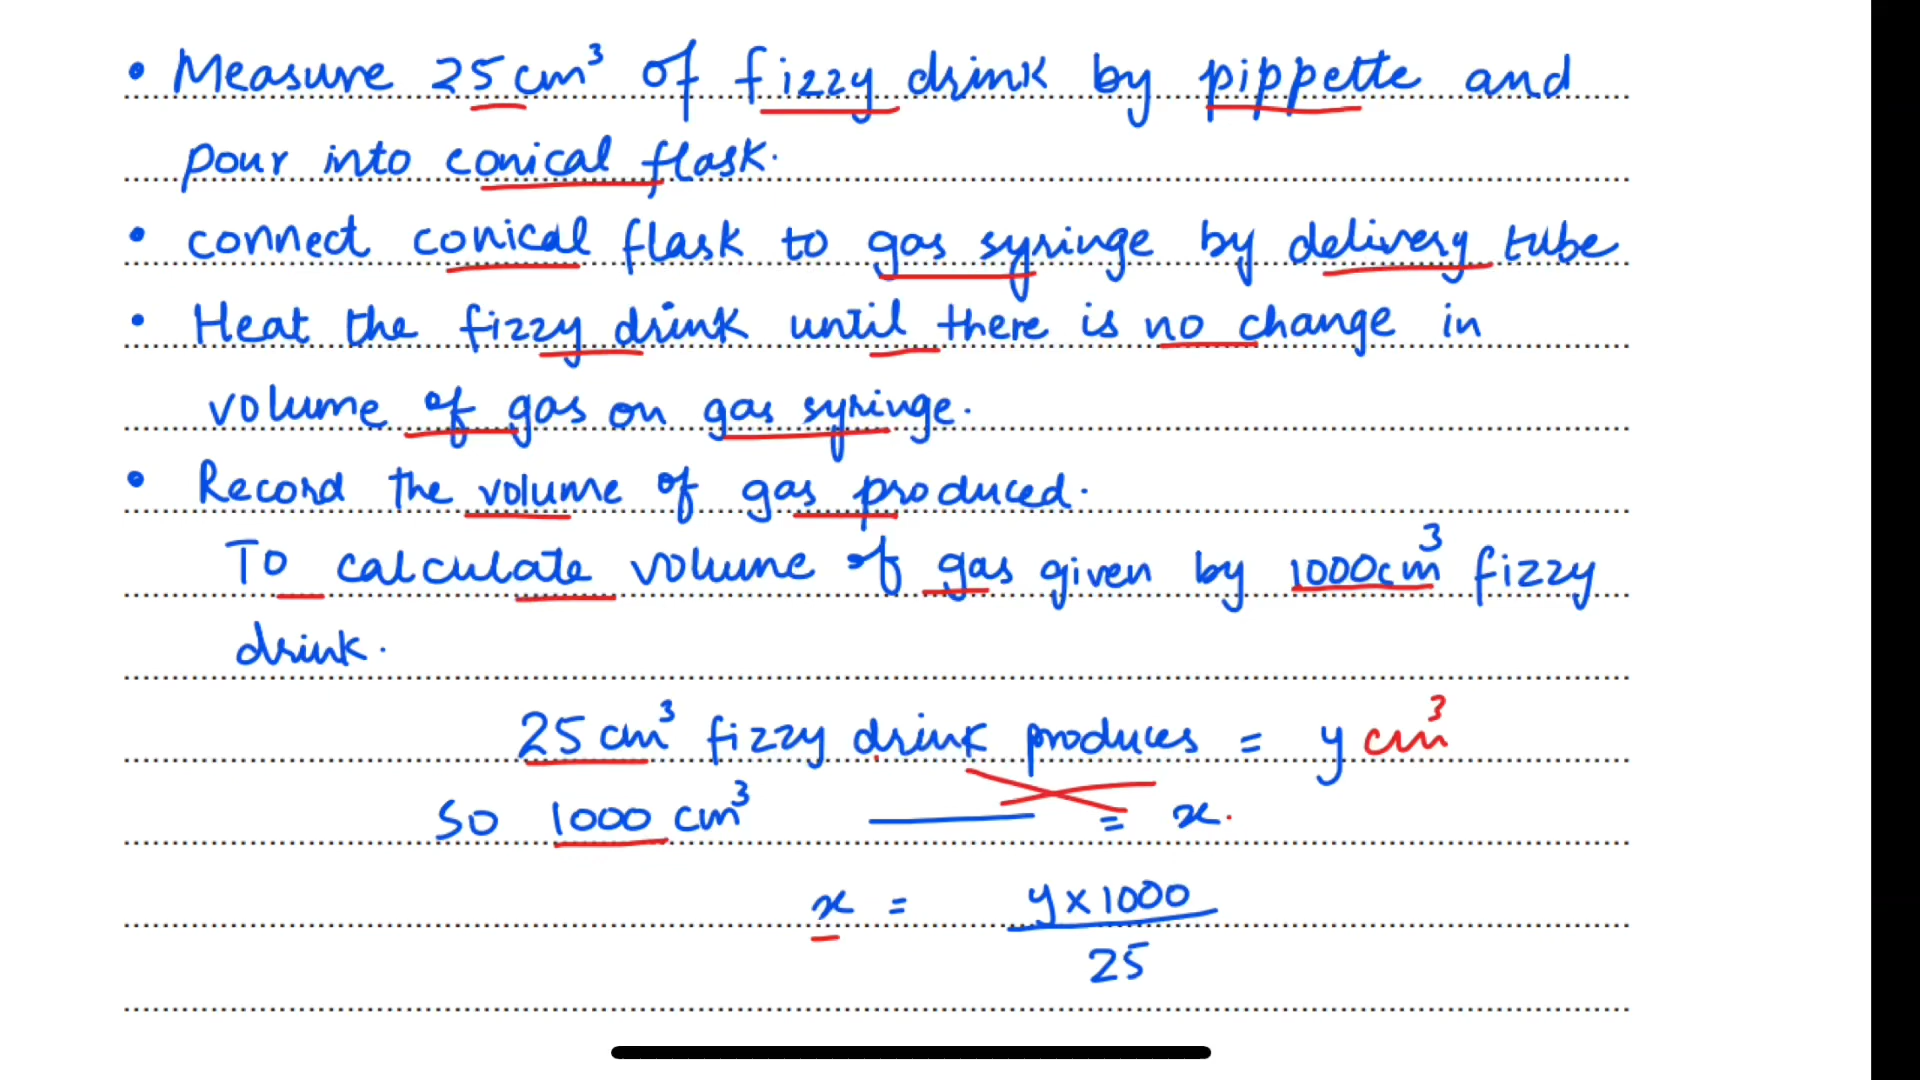 • Measure 25cm³ of fizzy drink by pippette and
pour into conical flask.
• connect conical flask to gas syringe by delivery tube
• Heat the fizzy drink until there is no change in
volume of gas on gas syringe.
• Record the volume of gas produced.
To calculate volume of gas given by 1000cm³ fizzy
drink.
25 cm³ fizzy drink produces = y cm³
so 1000 cm³ —— = x.
x = y x 1000
25